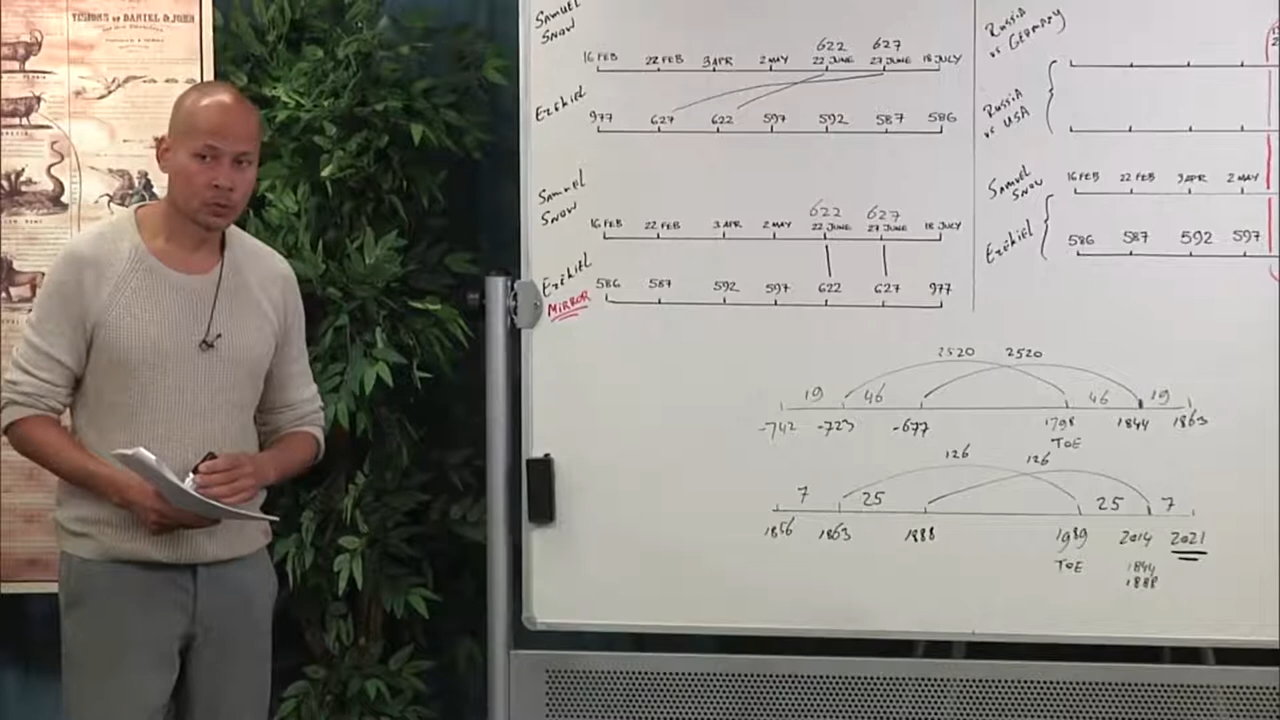 VISIONS OF DANIEL & JOHN
SAMUEL
SNOW
622 627
16 FEB 22 FEB 3 APR 2 MAY 22 JUNE 27 JUNE 18 JULY
EZEKIEL
977 627 622 597 592 587 586
SAMUEL
SNOW
622 627
16 FEB 22 FEB 3 APR 2 MAY 22 JUNE 27 JUNE 18 JULY
EZEKIEL
MIRROR
586 587 592 597 622 627 977
RUSSIA
VS GERMANY
RUSSIA
VS USA
SAMUEL
SNOW
16 FEB 22 FEB 3 APR 2 MAY
EZEKIEL
586 587 592 597
2520 2520
19 46 46 19
-742 -723 -677 1798 1844 1863
TOE
126 126
7 25 25 7
1856 1863 1888 1989 2014 2021
TOE 1844
1888